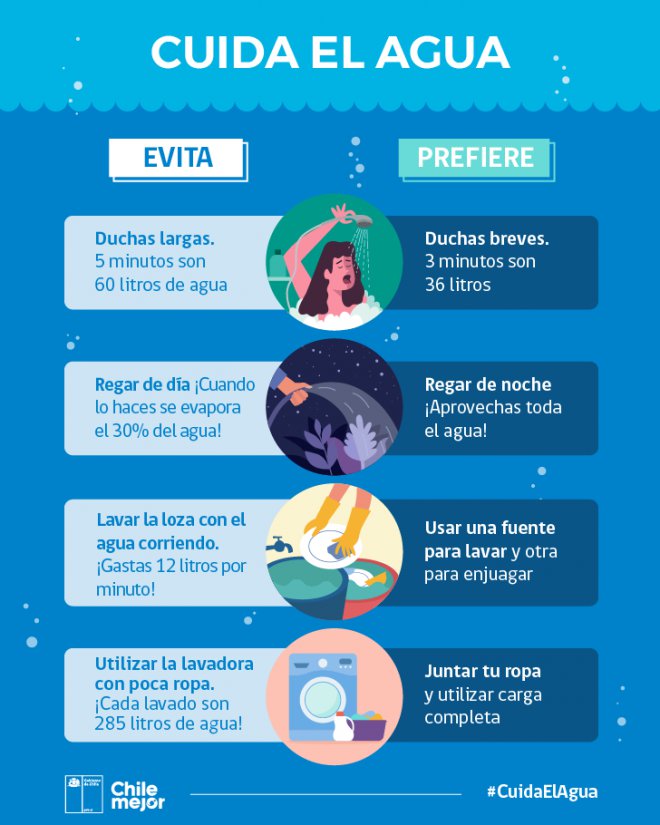 CUIDA EL AGUA
EVITA
PREFIERE
Duchas largas.
5 minutos son
60 litros de agua
Duchas breves.
3 minutos son
36 litros
Regar de día ¡Cuando
lo haces se evapora
el 30% del agua!
Regar de noche
¡Aprovechas toda
el agua!
Lavar la loza con el
agua corriendo.
¡Gastas 12 litros por
minuto!
Usar una fuente
para lavar y otra
para enjuagar
Utilizar la lavadora
con poca ropa.
¡Cada lavado son
285 litros de agua!
Juntar tu ropa
y utilizar carga
completa
Gobierno
de Chile
Chile
mejor
#CuidaElAgua